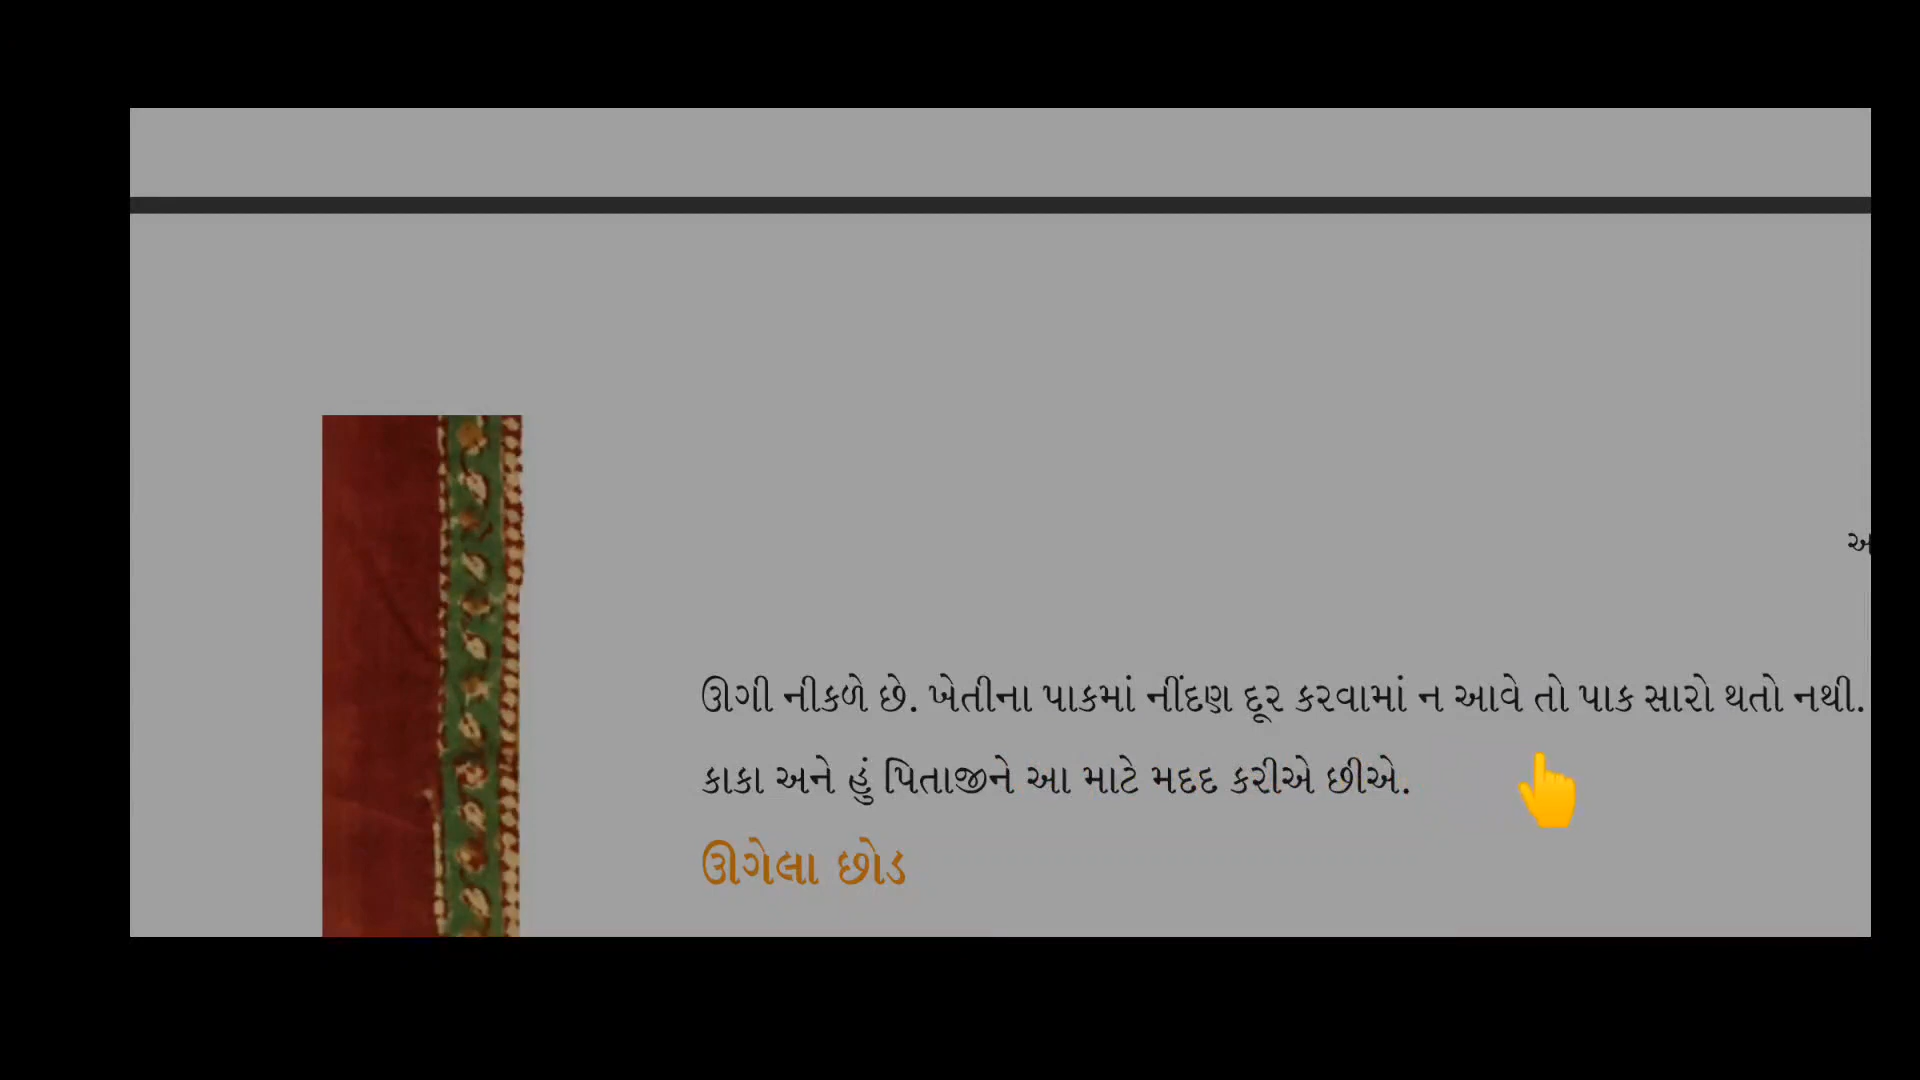 ઊગી નીકળે છે. ખેતીના પાકમાં નીંદણ દૂર કરવામાં ન આવે તો પાક સારો થતો નથી.
કાકા અને હું પિતાજીને આ માટે મદદ કરીએ છીએ.
ઊગેલા છોડ